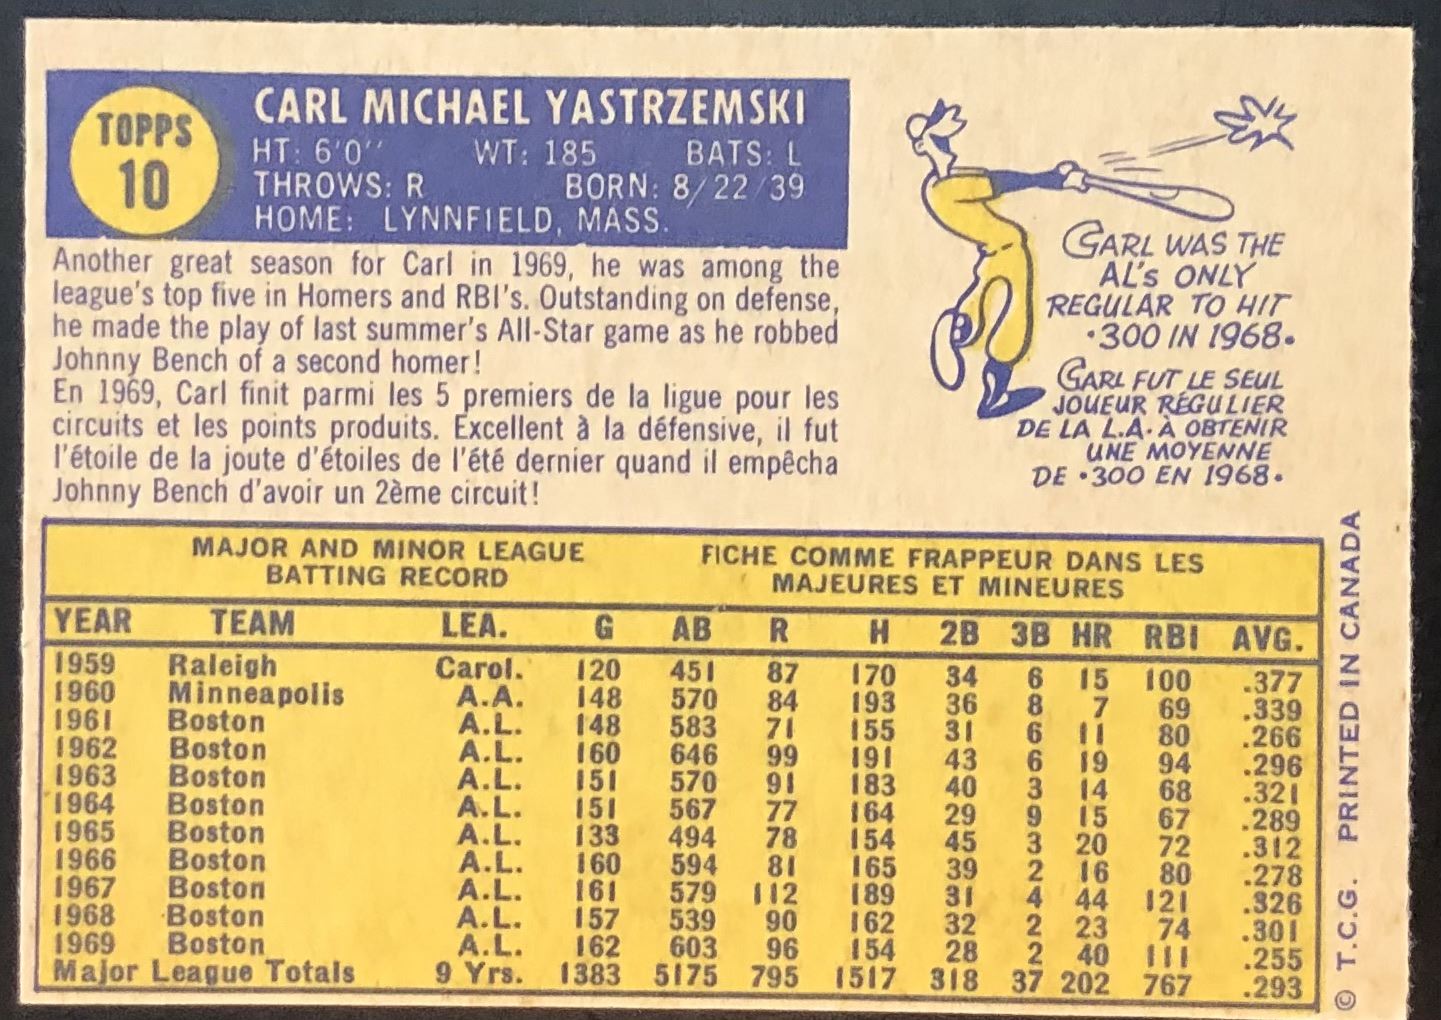 TOPPS
10
CARL MICHAEL YASTRZEMSKI
HT: 6'0'' WT: 185 BATS: L
THROWS: R BORN: 8/22/39
HOME: LYNNFIELD, MASS.
Another great season for Carl in 1969, he was among the
league's top five in Homers and RBI's. Outstanding on defense,
he made the play of last summer's All-Star game as he robbed
Johnny Bench of a second homer!
En 1969, Carl finit parmi les 5 premiers de la ligue pour les
circuits et les points produits. Excellent à la défensive, il fut
l'étoile de la joute d'étoiles de l'été dernier quand il empêcha
Johnny Bench d'avoir un 2ème circuit!
CARL WAS THE
AL'S ONLY
REGULAR TO HIT
.300 IN 1968.
CARL FUT LE SEUL
JOUEUR RÉGULIER
DE LA L.A. À OBTENIR
UNE MOYENNE
DE .300 EN 1968.
MAJOR AND MINOR LEAGUE
BATTING RECORD
FICHE COMME FRAPPEUR DANS LES
MAJEURES ET MINEURES
YEAR TEAM LEA. G AB R H 2B 3B HR RBI AVG.
1959 Raleigh Carol. 120 451 87 170 34 6 15 100 .377
1960 Minneapolis A.A. 148 570 84 193 36 8 7 69 .339
1961 Boston A.L. 148 583 71 155 31 6 11 80 .266
1962 Boston A.L. 160 646 99 191 43 6 19 94 .296
1963 Boston A.L. 151 570 91 183 40 3 14 68 .321
1964 Boston A.L. 151 567 77 164 29 9 15 67 .289
1965 Boston A.L. 133 494 78 154 45 3 20 72 .312
1966 Boston A.L. 160 594 81 165 39 2 16 80 .278
1967 Boston A.L. 161 579 112 189 31 4 44 121 .326
1968 Boston A.L. 157 539 90 162 32 2 23 74 .301
1969 Boston A.L. 162 603 96 154 28 2 40 111 .255
Major League Totals 9 Yrs. 1383 5175 795 1517 318 37 202 767 .293
© T.C.G. PRINTED IN CANADA